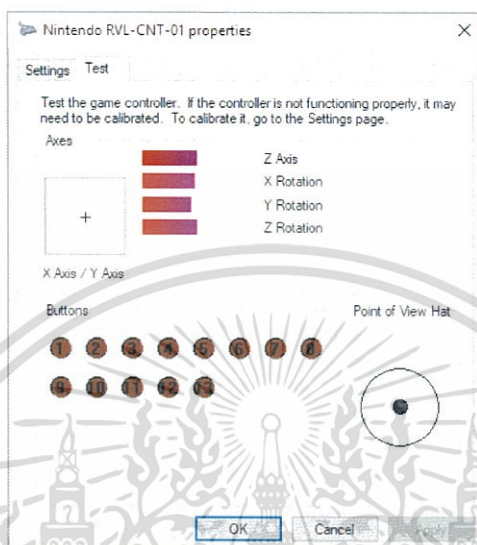 Nintendo RVL-CNT-01 properties
Settings Test
Test the game controller. If the controller is not functioning properly, it may
need to be calibrated. To calibrate it, go to the Settings page.
Axes
Z Axis
X Rotation
Y Rotation
Z Rotation
X Axis / Y Axis
Buttons
Point of View Hat
1 2 3 4 5 6 7 8
9 10 11 12 13
OK Cancel Apply